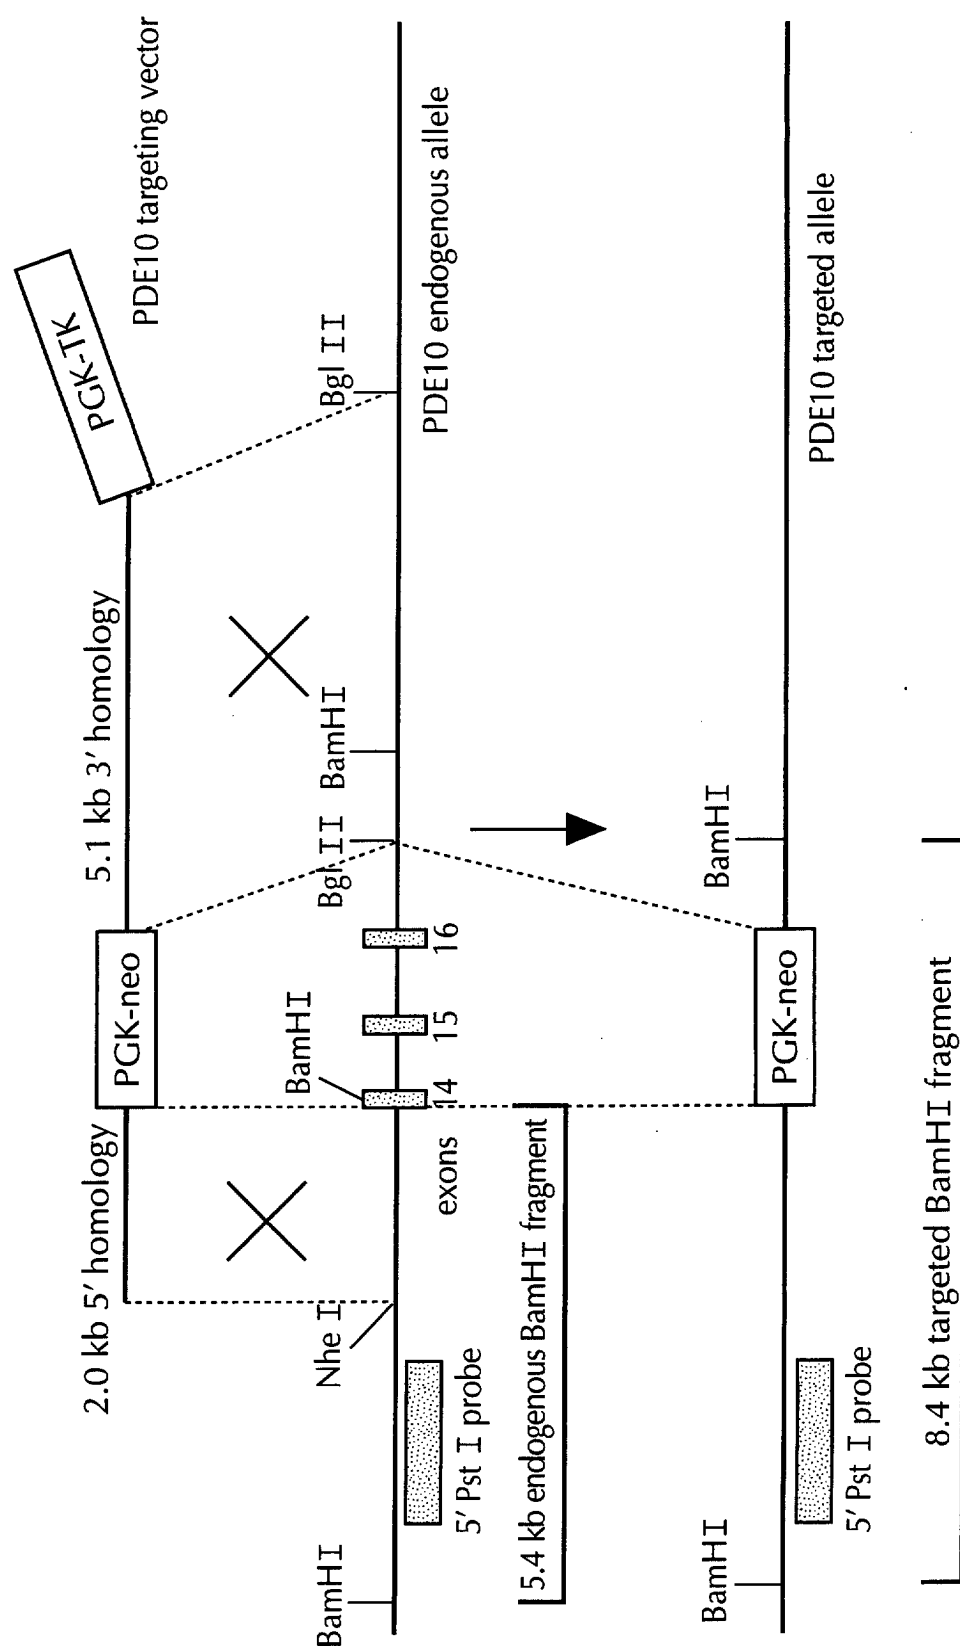 2.0 kb 5′ homology
PGK-neo
5.1 kb 3′ homology
PGK-TK
PDE10 targeting vector
BamHI
Nhe I
BamHI
Bgl II
BamHI
Bgl II
5′ Pst I probe
exons
14
15
16
PDE10 endogenous allele
5.4 kb endogenous BamHI fragment
BamHI
PGK-neo
BamHI
5′ Pst I probe
PDE10 targeted allele
8.4 kb targeted BamHI fragment